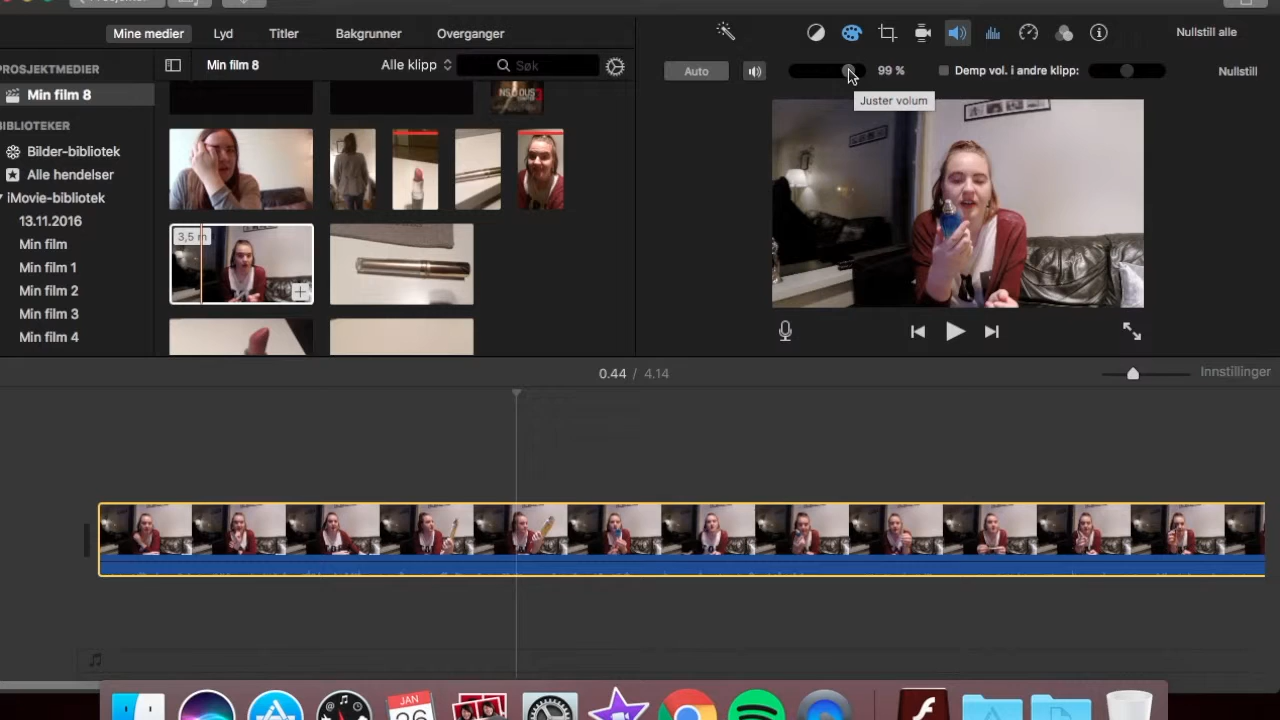 Prosjekter
Mine medier Lyd Titler Bakgrunner Overganger
Nullstill alle
PROSJEKTMEDIER
Min film 8
Alle klipp
Søk
Auto
99 %
Demp vol. i andre klipp:
Nullstill
Min film 8
Juster volum
NSIDIOUS
BIBLIOTEKER
Bilder-bibliotek
Alle hendelser
iMovie-bibliotek
13.11.2016
Min film
Min film 1
Min film 2
Min film 3
Min film 4
3,5 m
0.44 / 4.14
Innstillinger
JAN
26